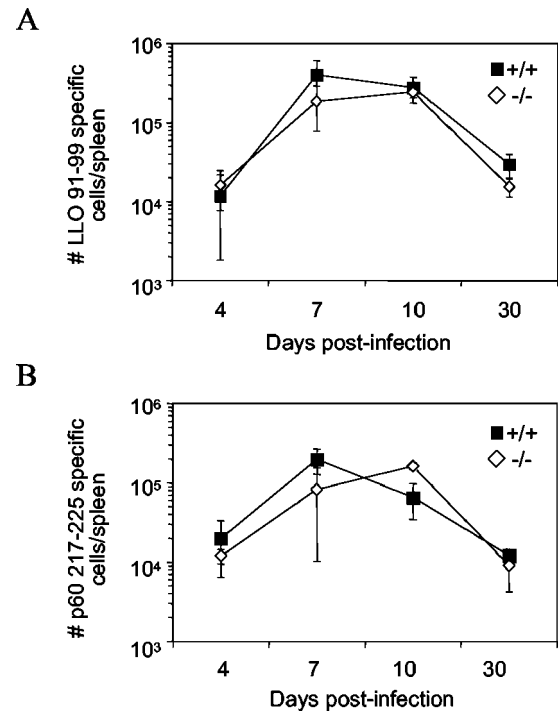 A
# LLO 91-99 specific
cells/spleen
10⁶
10⁵
10⁴
10³
+/+
-/-
4 7 10 30
Days post-infection
B
# p60 217-225 specific
cells/spleen
10⁶
10⁵
10⁴
10³
+/+
-/-
4 7 10 30
Days post-infection